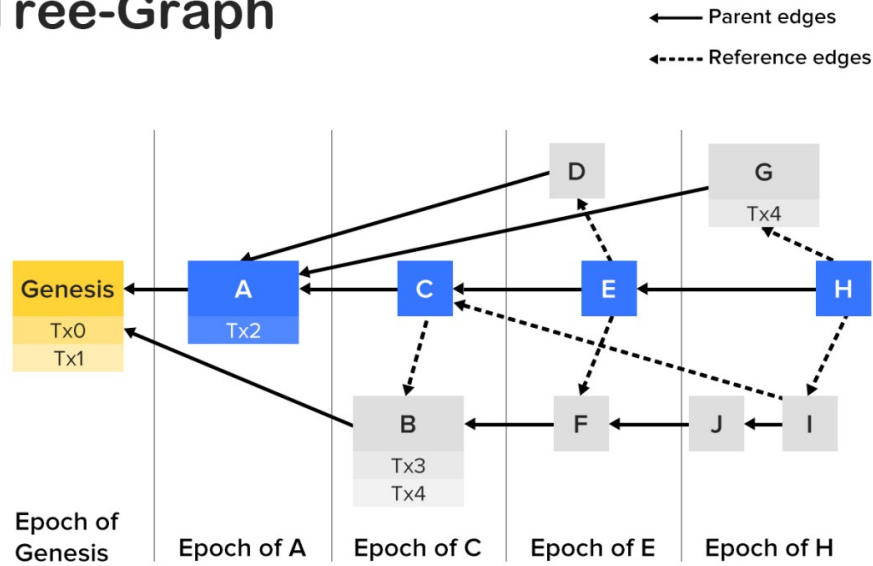 Tree-Graph
Parent edges
Reference edges
D
G
Tx4
Genesis
Tx0
Tx1
A
Tx2
C
E
H
B
Tx3
Tx4
F
J
I
Epoch of
Genesis
Epoch of A
Epoch of C
Epoch of E
Epoch of H